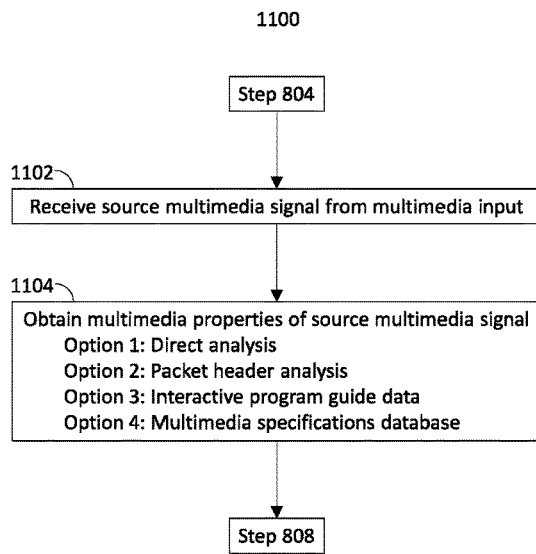 1100
Step 804
1102
Receive source multimedia signal from multimedia input
1104
Obtain multimedia properties of source multimedia signal
Option 1: Direct analysis
Option 2: Packet header analysis
Option 3: Interactive program guide data
Option 4: Multimedia specifications database
Step 808